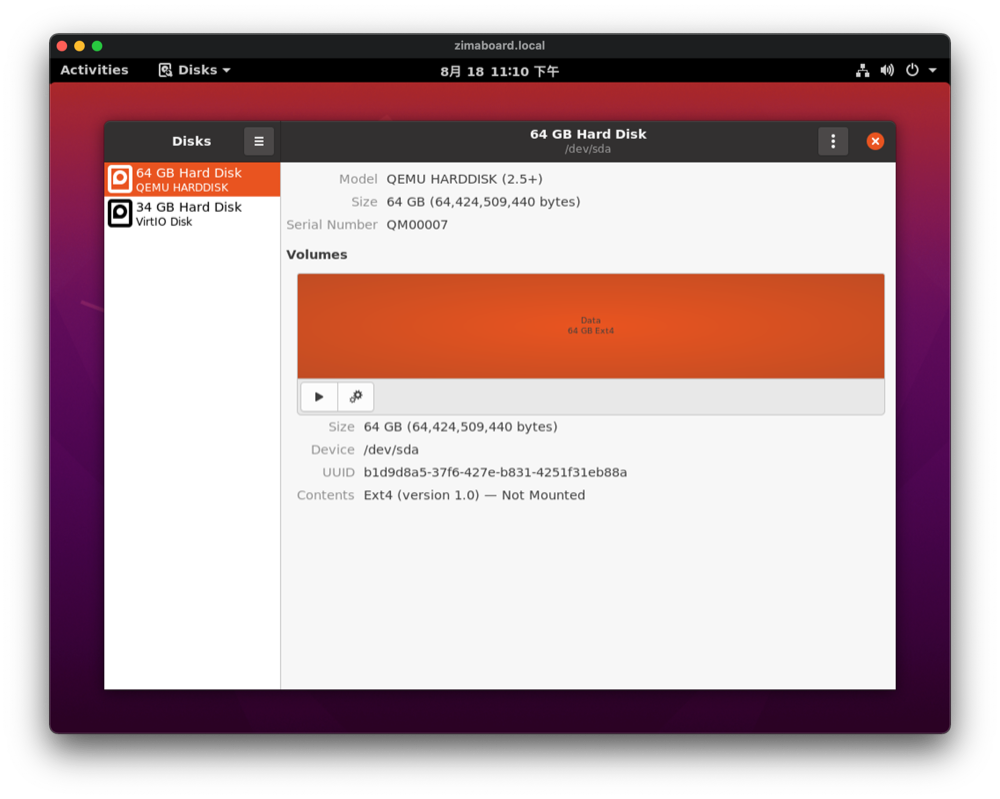 zimaboard.local
Activities
Disks
8月 18 11:10 下午
Disks
64 GB Hard Disk
/dev/sda
64 GB Hard Disk
QEMU HARDDISK
34 GB Hard Disk
VirtIO Disk
Model QEMU HARDDISK (2.5+)
Size 64 GB (64,424,509,440 bytes)
Serial Number QM00007
Volumes
Data
64 GB Ext4
Size 64 GB (64,424,509,440 bytes)
Device /dev/sda
UUID b1d9d8a5-37f6-427e-b831-4251f31eb88a
Contents Ext4 (version 1.0) — Not Mounted